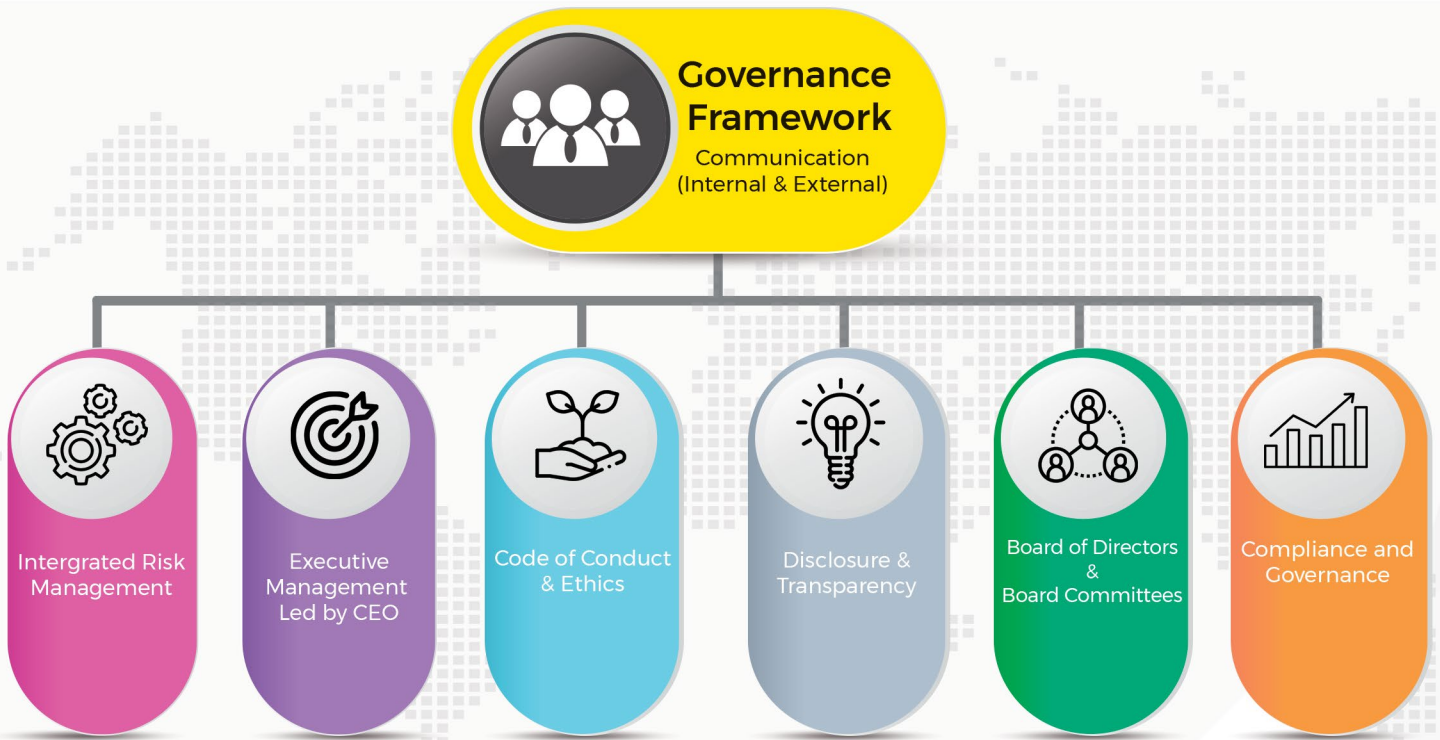 Governance
Framework
Communication
(Internal & External)
Intergrated Risk
Management
Executive
Management
Led by CEO
Code of Conduct
& Ethics
Disclosure &
Transparency
Board of Directors
&
Board Committees
Compliance and
Governance